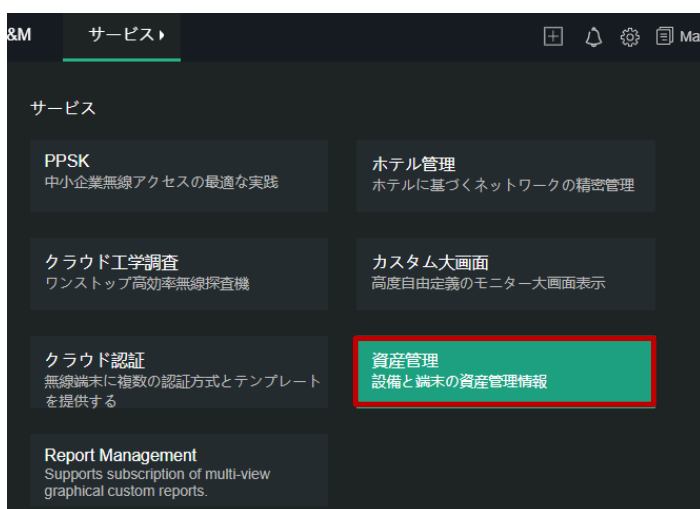 &M サービス Ma
サービス
PPSK
中小企業無線アクセスの最適な実践
ホテル管理
ホテルに基づくネットワークの精密管理
クラウド工学調査
ワンストップ高効率無線探査機
カスタム大画面
高度自由定義のモニター大画面表示
クラウド認証
無線端末に複数の認証方式とテンプレート
を提供する
資産管理
設備と端末の資産管理情報
Report Management
Supports subscription of multi-view
graphical custom reports.